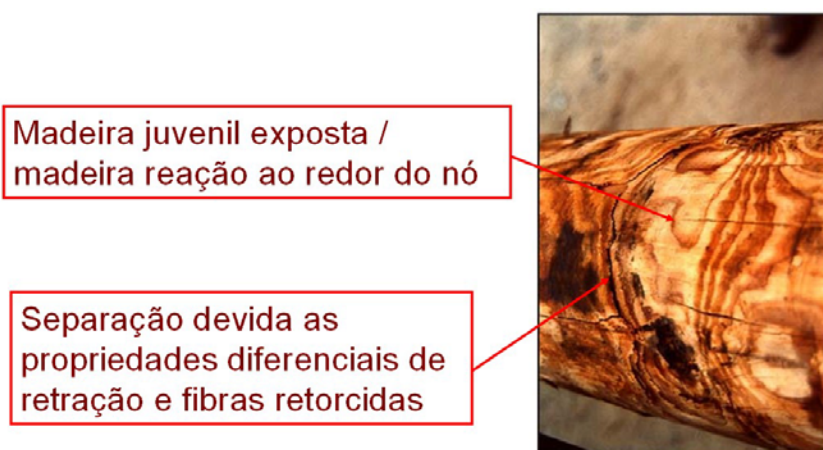 Madeira juvenil exposta /
madeira reação ao redor do nó
Separação devida as
propriedades diferenciais de
retração e fibras retorcidas